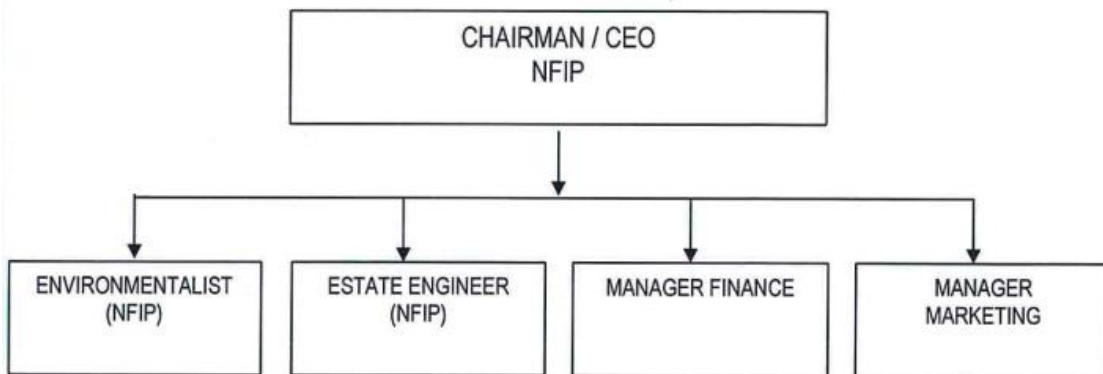 CHAIRMAN / CEO
NFIP
ENVIRONMENTALIST
(NFIP)
ESTATE ENGINEER
(NFIP)
MANAGER FINANCE
MANAGER
MARKETING